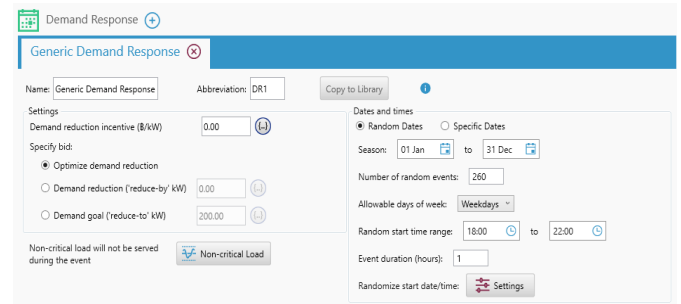 Demand Response
Generic Demand Response
Name: Generic Demand Response Abbreviation: DR1 Copy to Library
Settings
Demand reduction incentive (฿/kW) 0.00 {..}
Specify bid:
Optimize demand reduction
Demand reduction ('reduce-by' kW) 0.00 {..}
Demand goal ('reduce-to' kW) 200.00 {..}
Non-critical load will not be served
during the event
Non-critical Load
Dates and times
Random Dates Specific Dates
Season: 01 Jan to 31 Dec
Number of random events: 260
Allowable days of week: Weekdays
Random start time range: 18:00 to 22:00
Event duration (hours): 1
Randomize start date/time: Settings